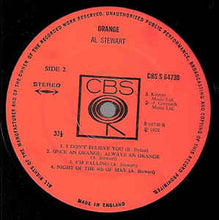 ALL RIGHTS OF THE MANUFACTURER AND OF THE OWNER OF THE RECORDED WORK RESERVED. UNAUTHORISED PUBLIC PERFORMANCE, BROADCASTING AND COPYING OF THIS RECORD PROHIBITED
ORANGE
AL STEWART
SIDE 2
CBS S 64730
STEREO
CBS
33⅓
1. I DON'T BELIEVE YOU (B. Dylan)
2. ONCE AN ORANGE, ALWAYS AN ORANGE
(A. Stewart)
3. I'M FALLING (A. Stewart)
4. NIGHT OF THE 4th OF MAY (A. Stewart)
MADE IN ENGLAND